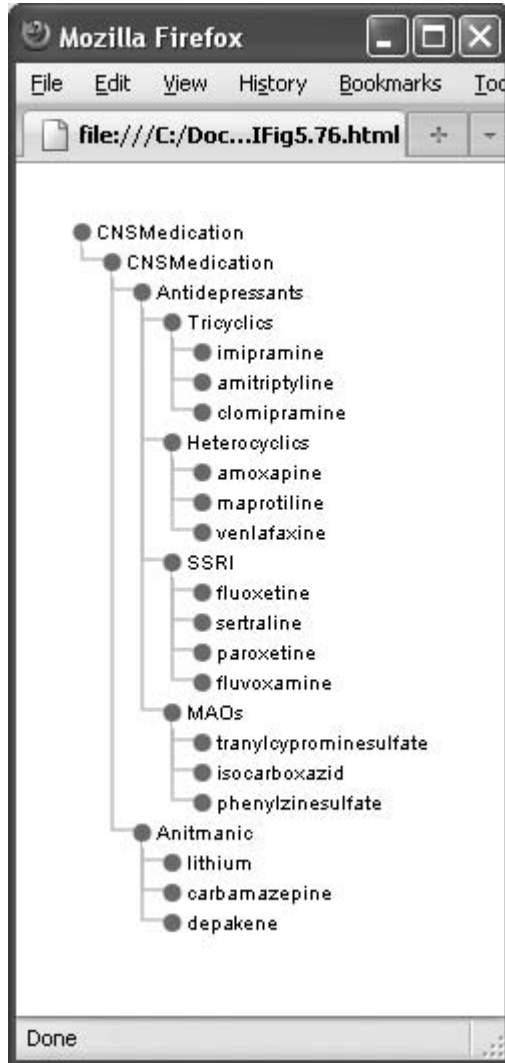 Mozilla Firefox
File Edit View History Bookmarks Too
file:///C:/Doc...IFig5.76.html
CNSMedication
CNSMedication
Antidepressants
Tricyclics
imipramine
amitriptyline
clomipramine
Heterocyclics
amoxapine
maprotiline
venlafaxine
SSRI
fluoxetine
sertraline
paroxetine
fluvoxamine
MAOs
tranylcyprominesulfate
isocarboxazid
phenylzinesulfate
Anitmanic
lithium
carbamazepine
depakene
Done